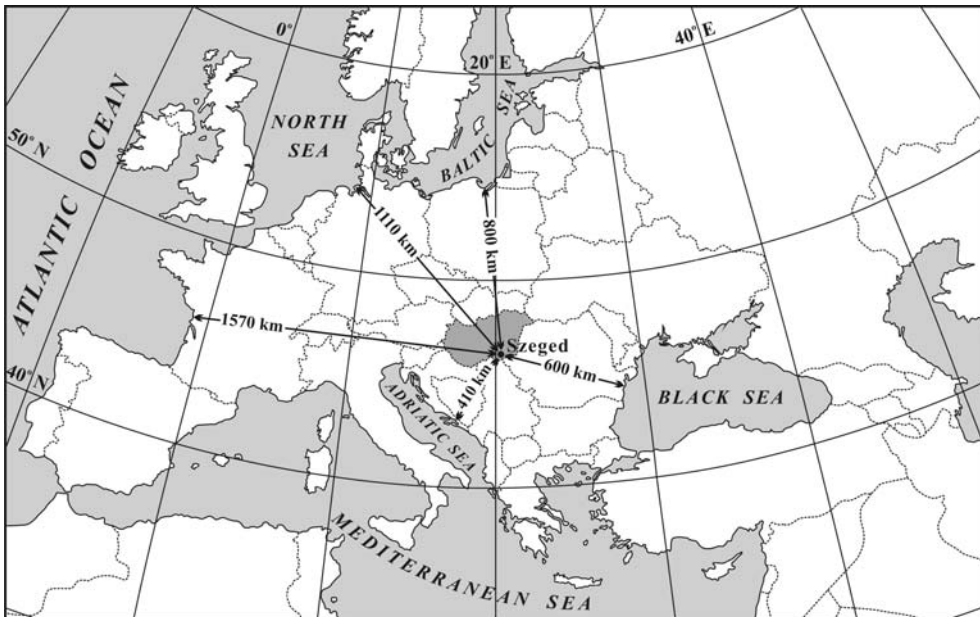 0° 20° E 40° E
50° N
40° N
ATLANTIC OCEAN
NORTH
SEA
BALTIC SEA
1110 km
800 km
1570 km
Szeged
600 km
410 km
ADRIATIC SEA
BLACK SEA
MEDITERRANEAN SEA